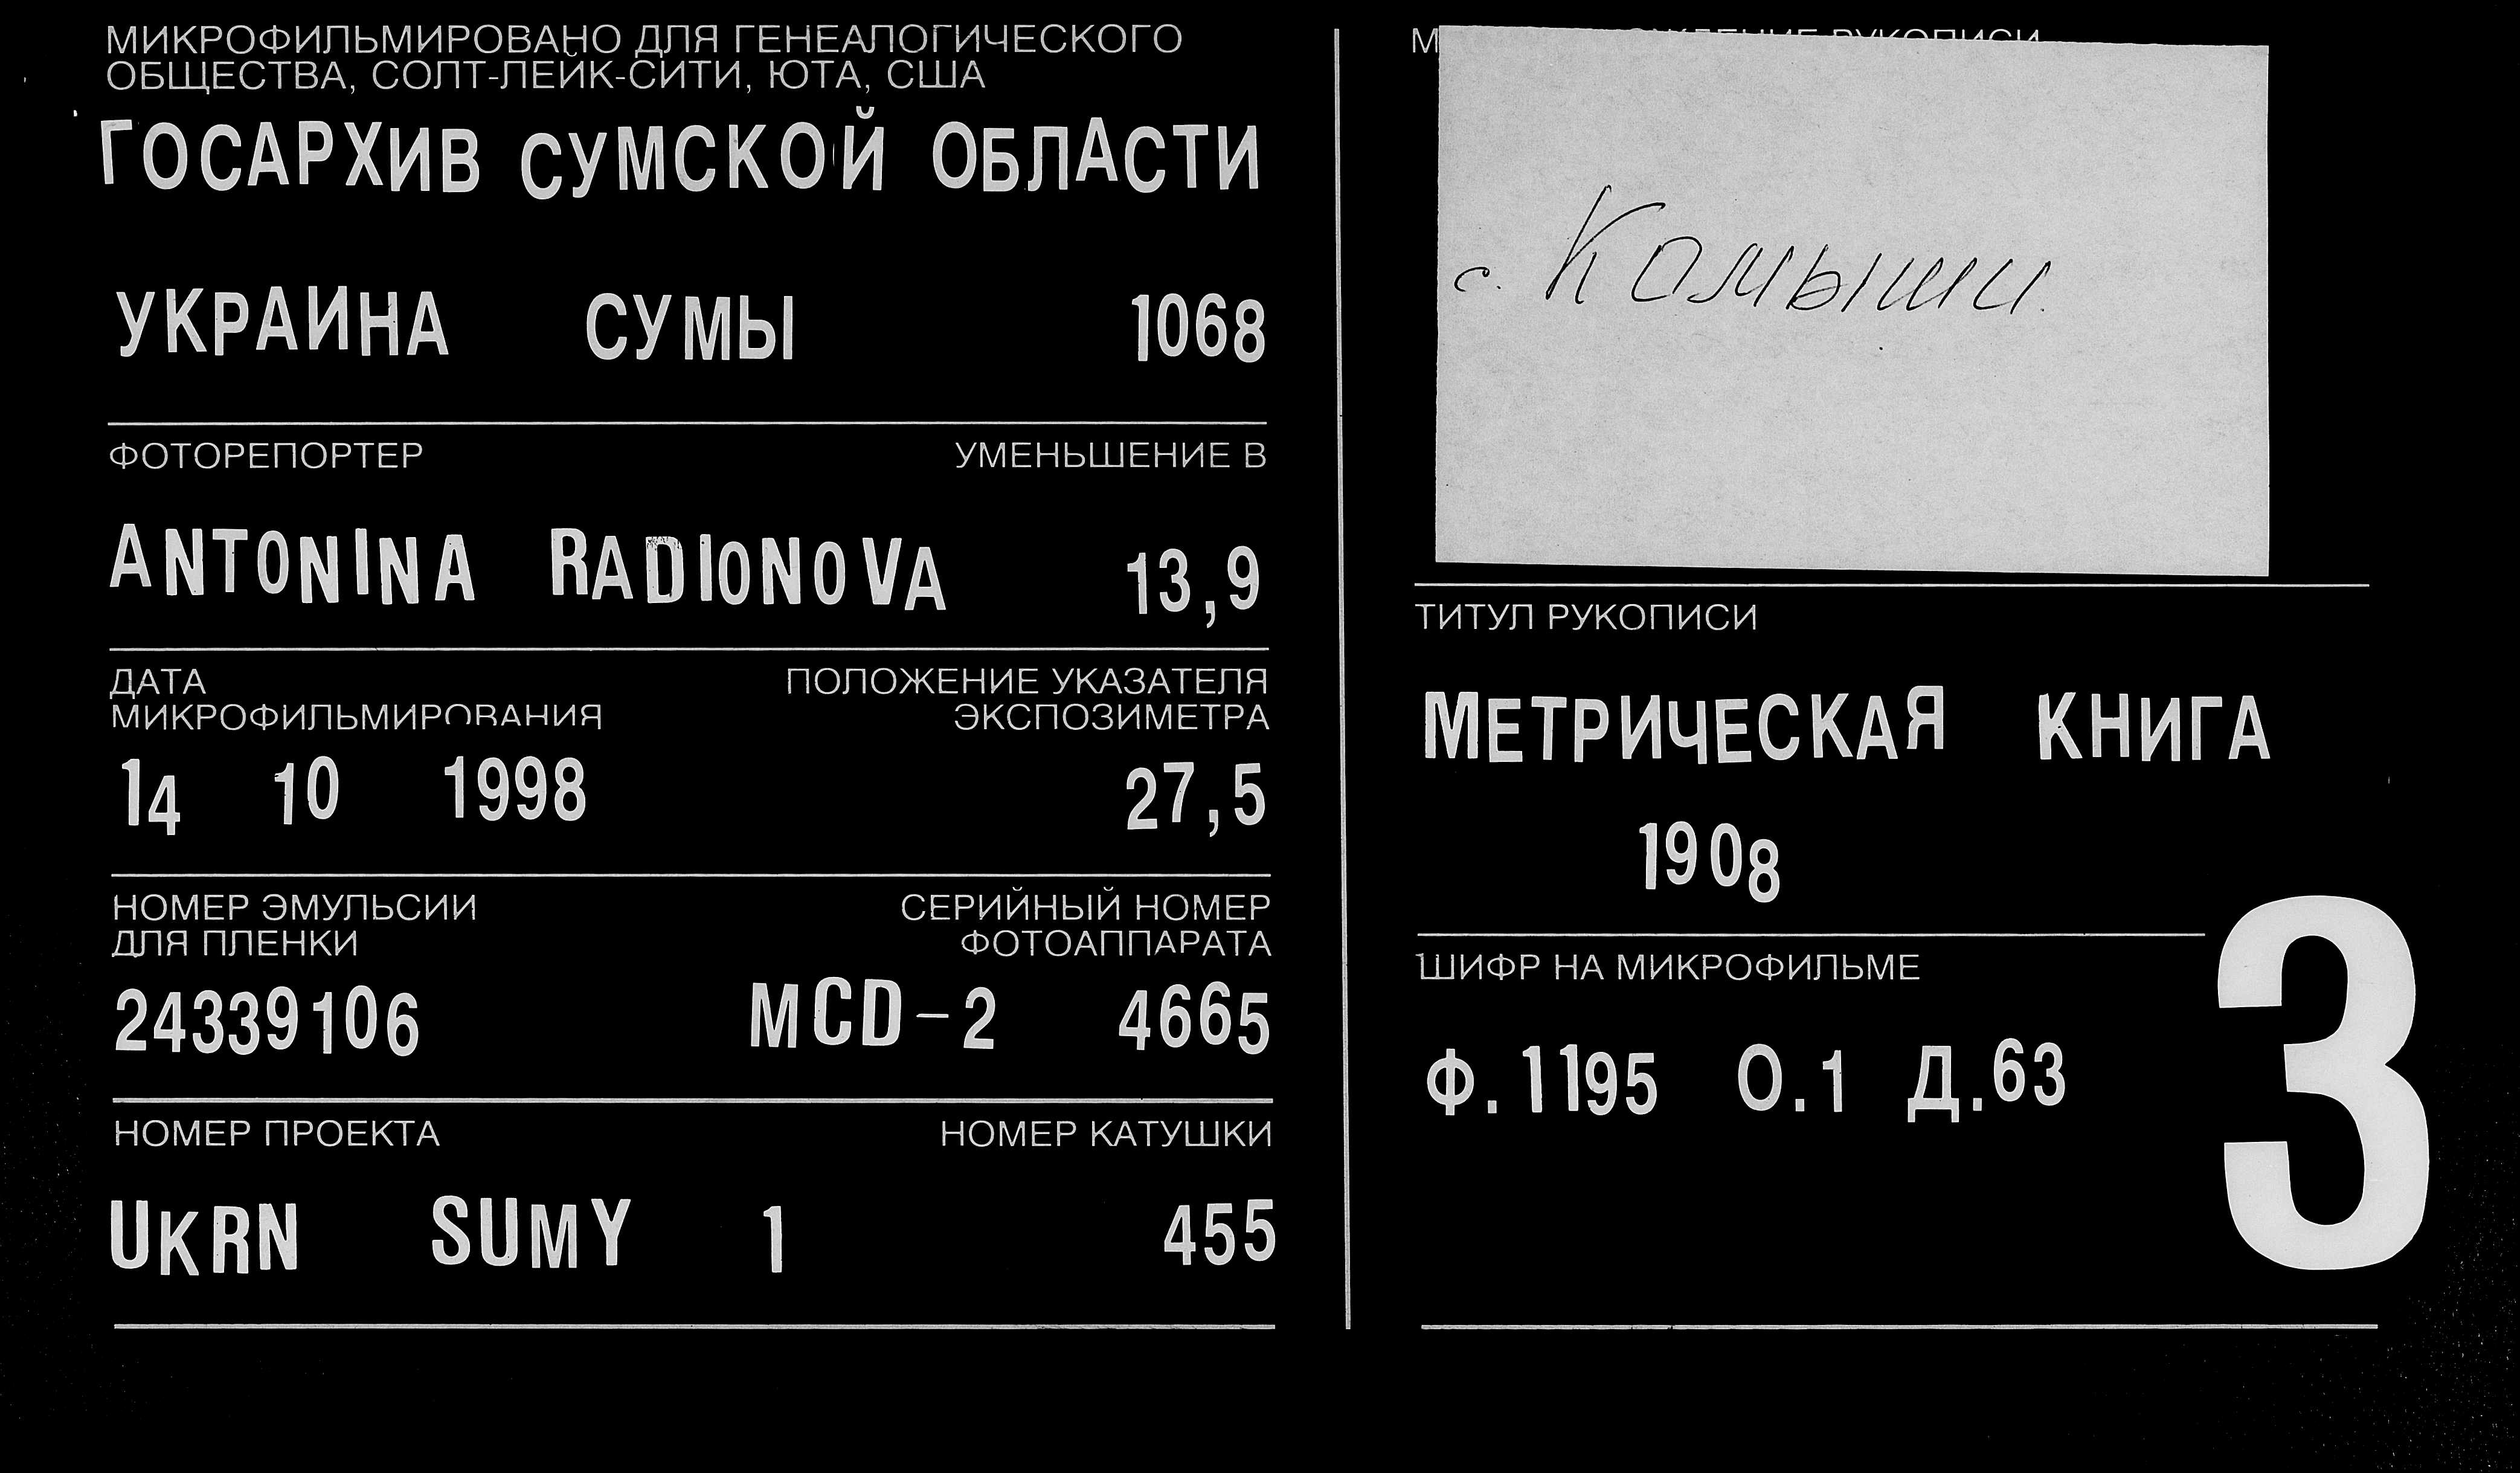 МИКРОФИЛЬМИРОВАНО ДЛЯ ГЕНЕАЛОГИЧЕСКОГО
ОБЩЕСТВА, СОЛТ-ЛЕЙК-СИТИ, ЮТА, США
ГОСАРХИВ СУМСКОЙ ОБЛАСТИ
УКРАИНА СУМЫ 1068
ФОТОРЕПОРТЕР УМЕНЬШЕНИЕ В
ANTONINA RADIONOVA 13,9
ДАТА ПОЛОЖЕНИЕ УКАЗАТЕЛЯ
МИКРОФИЛЬМИРОВАНИЯ ЭКСПОЗИМЕТРА
14 10 1998 27,5
НОМЕР ЭМУЛЬСИИ СЕРИЙНЫЙ НОМЕР
ДЛЯ ПЛЕНКИ ФОТОАППАРАТА
24339106 MCD-2 4665
НОМЕР ПРОЕКТА НОМЕР КАТУШКИ
UKRN SUMY 1 455
РУКОПИСИ
с. Камыши.
ТИТУЛ РУКОПИСИ
МЕТРИЧЕСКАЯ КНИГА
1908
ШИФР НА МИКРОФИЛЬМЕ
Ф.1195 О.1 Д.63
3